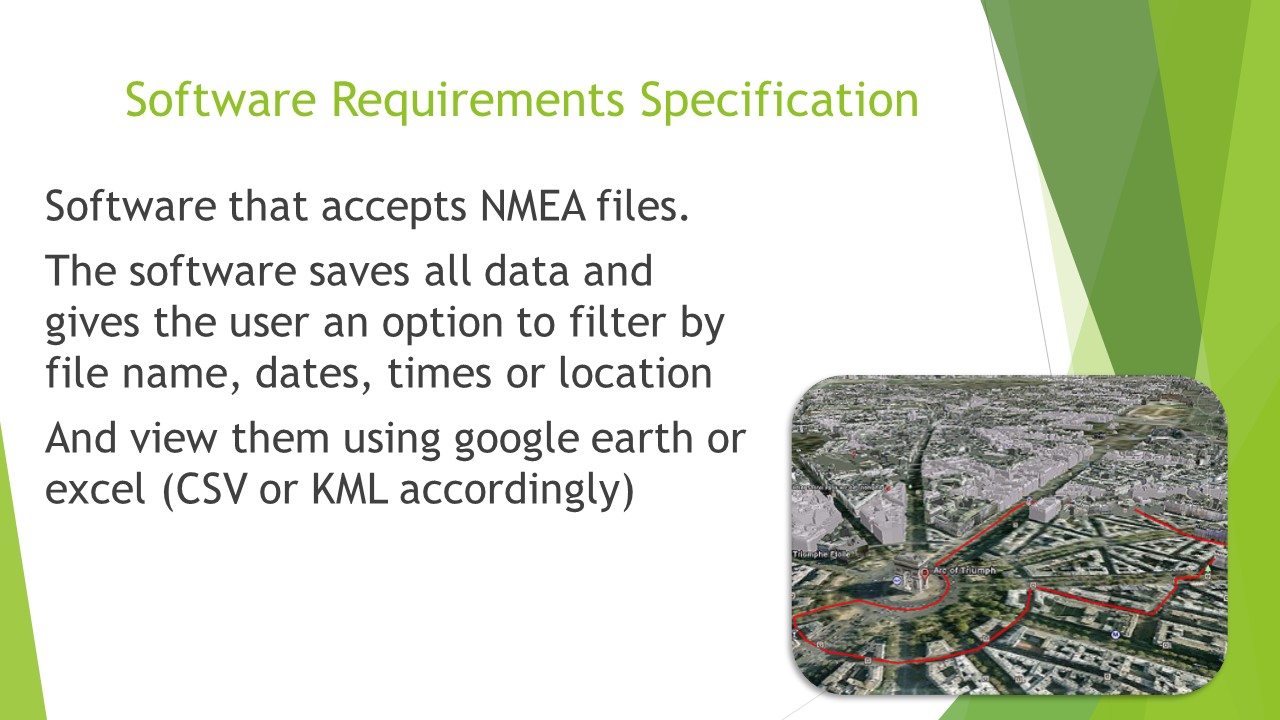 Software Requirements Specification
Software that accepts NMEA files.
The software saves all data and
gives the user an option to filter by
file name, dates, times or location
And view them using google earth or
excel (CSV or KML accordingly)
Triomphe Etoile
Arc of Triumph
M